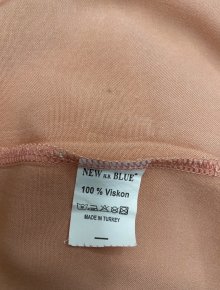 NEW n.b. BLUE
100 % Viskon
MADE IN TURKEY